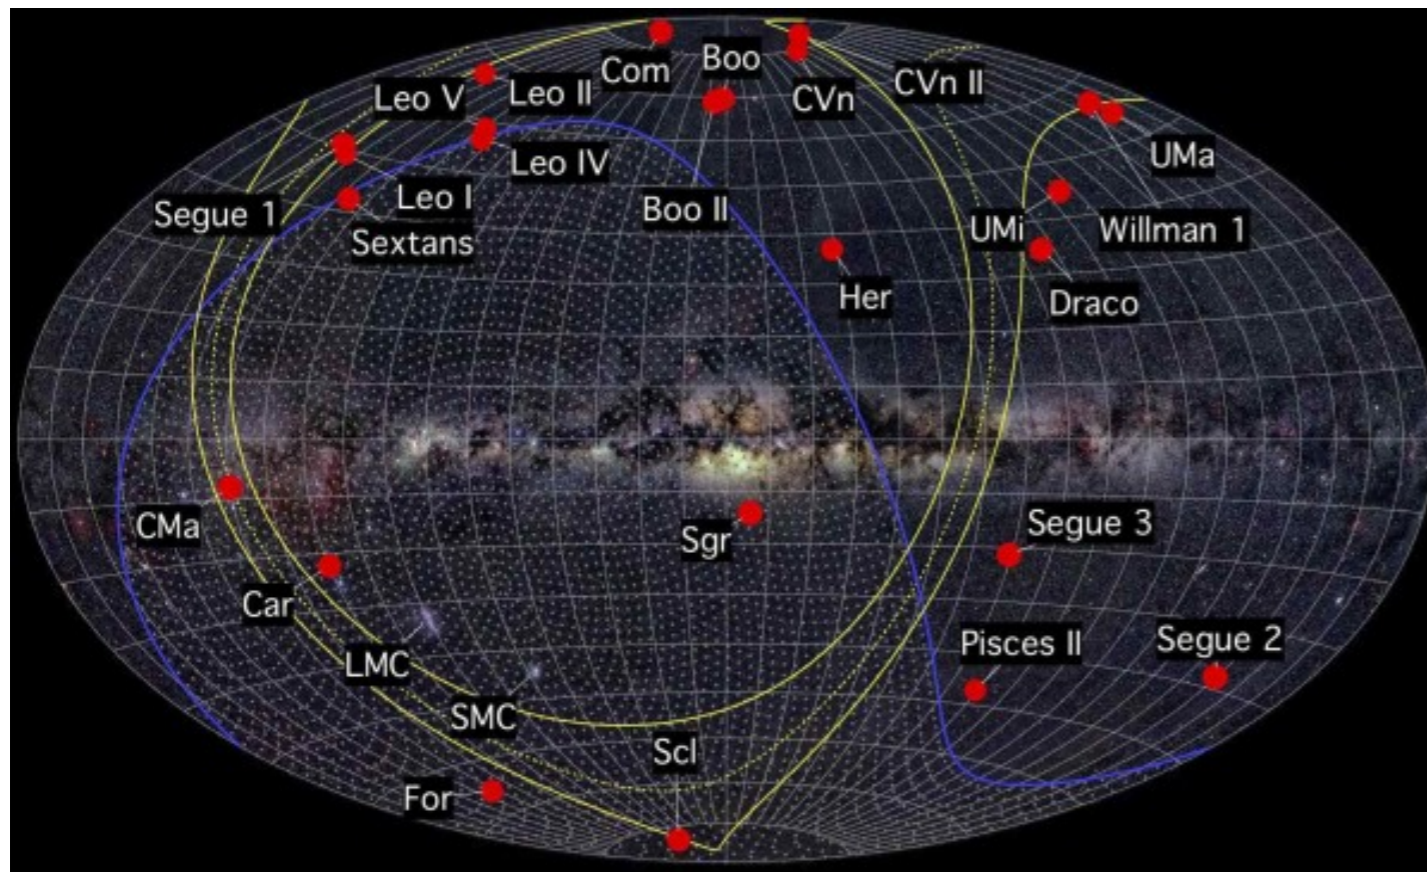 Boo
Com
CVn II
Leo II
Leo V
CVn
UMa
Leo IV
Leo I
Boo II
Segue 1
UMi
Willman 1
Sextans
Her
Draco
CMa
Segue 3
Sgr
Car
Pisces II
Segue 2
LMC
SMC
Scl
For